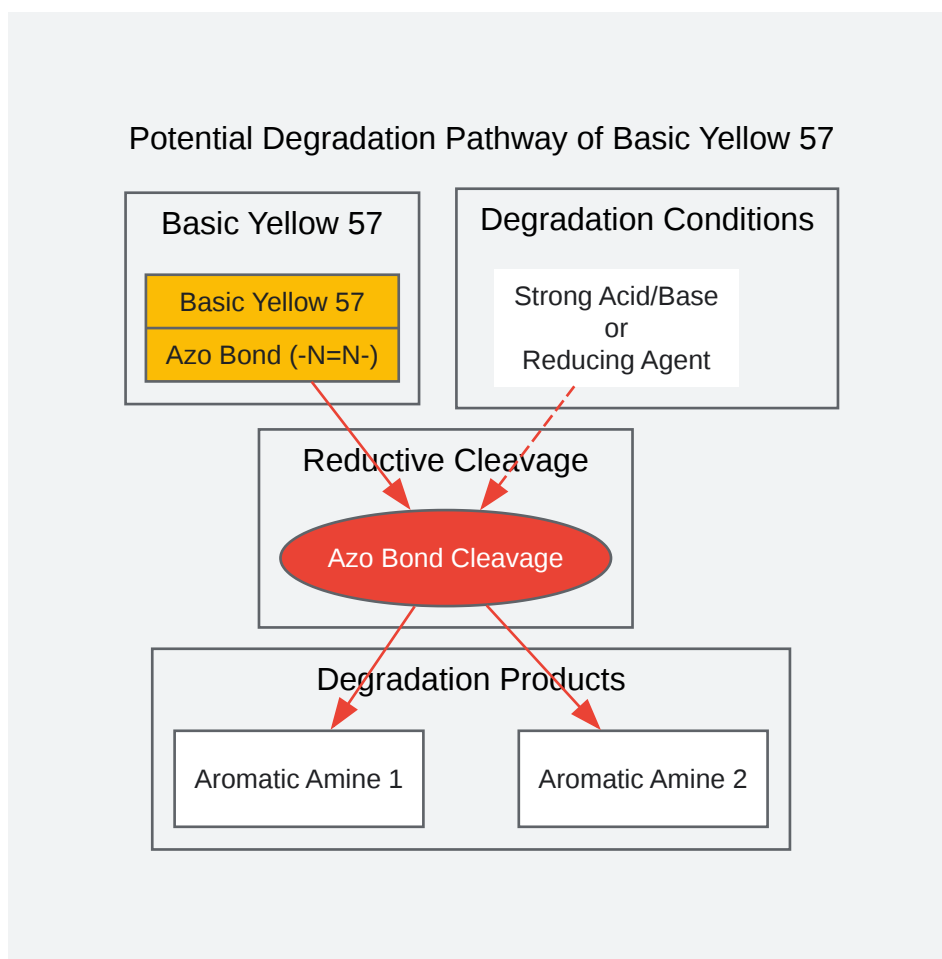 Potential Degradation Pathway of Basic Yellow 57
Basic Yellow 57
Degradation Conditions
Basic Yellow 57
Azo Bond (-N=N-)
Strong Acid/Base
or
Reducing Agent
Reductive Cleavage
Azo Bond Cleavage
Degradation Products
Aromatic Amine 1
Aromatic Amine 2